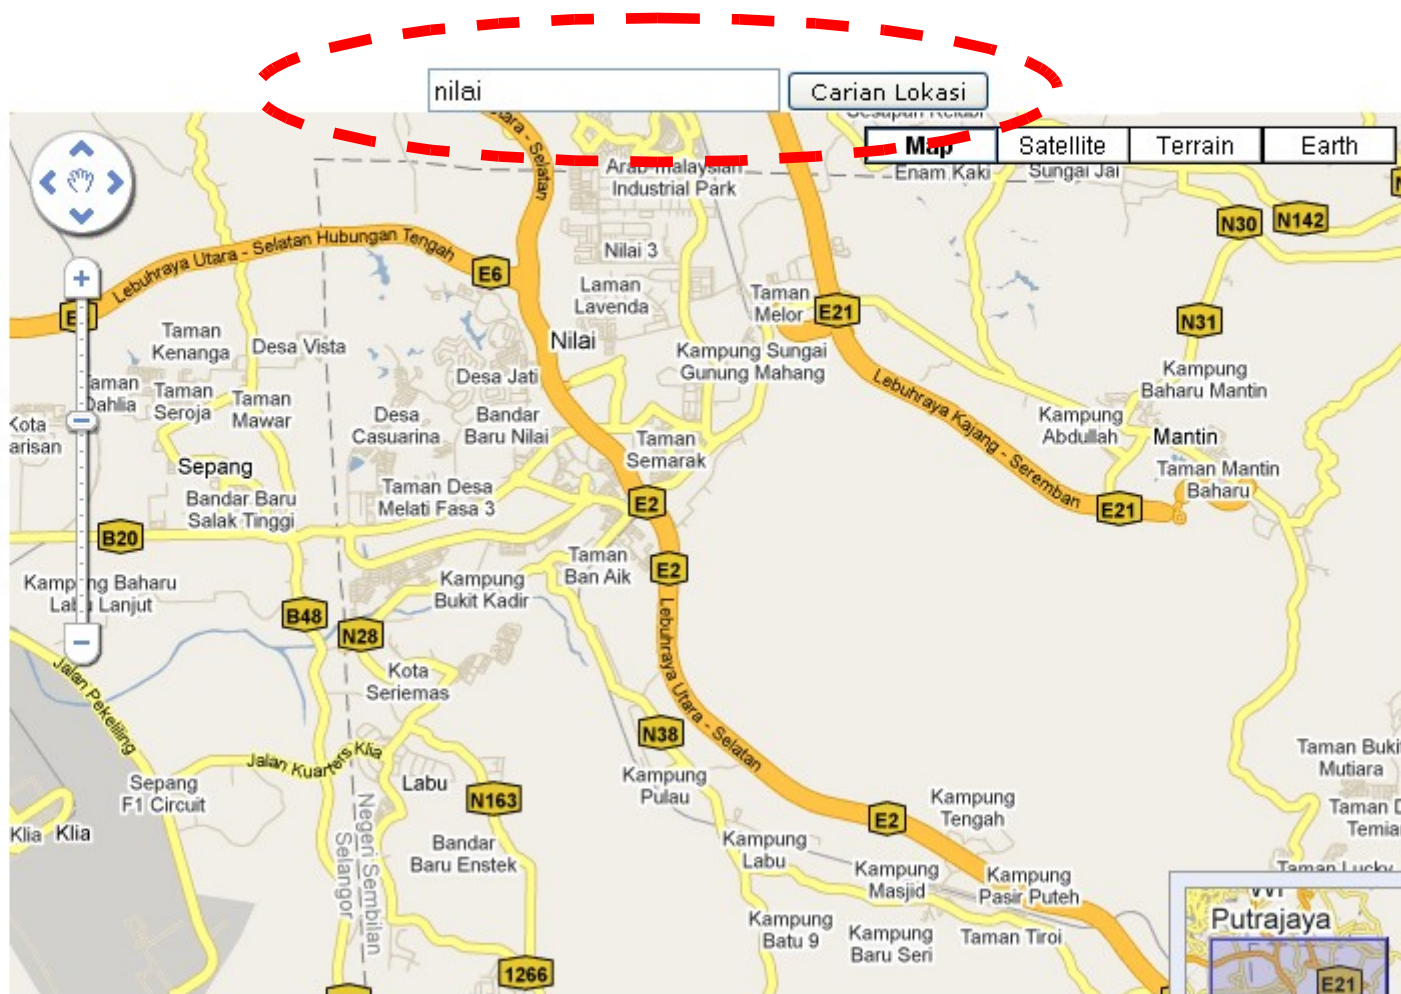 nilai
Carian Lokasi
Map
Satellite
Terrain
Earth
Utara - Selatan
Arab-malaysian
Industrial Park
Enam Kaki
Sungai Jai
N30
N142
Lebuhraya Utara - Selatan Hubungan Tengah
E6
Nilai 3
Laman
Lavenda
Taman
Melor
E21
N31
Taman
Kenanga
Desa Vista
Nilai
Kampung Sungai
Gunung Mahang
Kampung
Baharu Mantin
Desa Jati
Lebuhraya Kajang - Seremban
Taman
Seroja
Taman
Mawar
Desa
Casuarina
Bandar
Baru Nilai
Kampung
Abdullah
Mantin
Taman
Semarak
Sepang
Taman Mantin
Baharu
Bandar Baru
Salak Tinggi
Taman Desa
Melati Fasa 3
E2
E21
B20
Taman
Ban Aik
E2
Kampung Baharu
Labu Lanjut
Kampung
Bukit Kadir
B48
N28
Lebuhraya Utara - Selatan
Jalan Pekeliling
Kota
Seriemas
N38
Jalan Kuarters Klia
Taman Bukit
Mutiara
Sepang
F1 Circuit
Labu
Kampung
Pulau
N163
Kampung
Tengah
E2
Klia
Klia
Negeri Sembilan
Selangor
Bandar
Baru Enstek
Kampung
Labu
Kampung
Masjid
Kampung
Pasir Puteh
Taman Lucky
Kampung
Batu 9
Kampung
Baru Seri
Taman Tiroi
Putrajaya
1266
E21